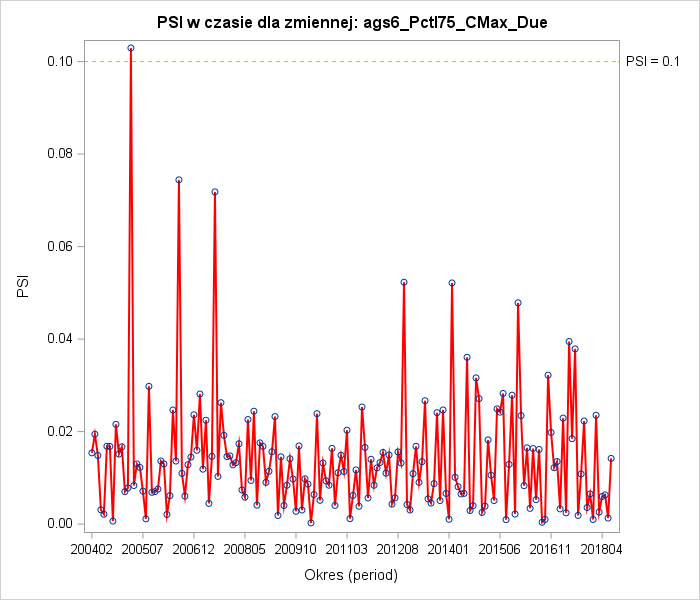 PSI w czasie dla zmiennej: ags6_Pctl75_CMax_Due
0.10
PSI = 0.1
0.08
0.06
PSI
0.04
0.02
0.00
200402 200507 200612 200805 200910 201103 201208 201401 201506 201611 201804
Okres (period)